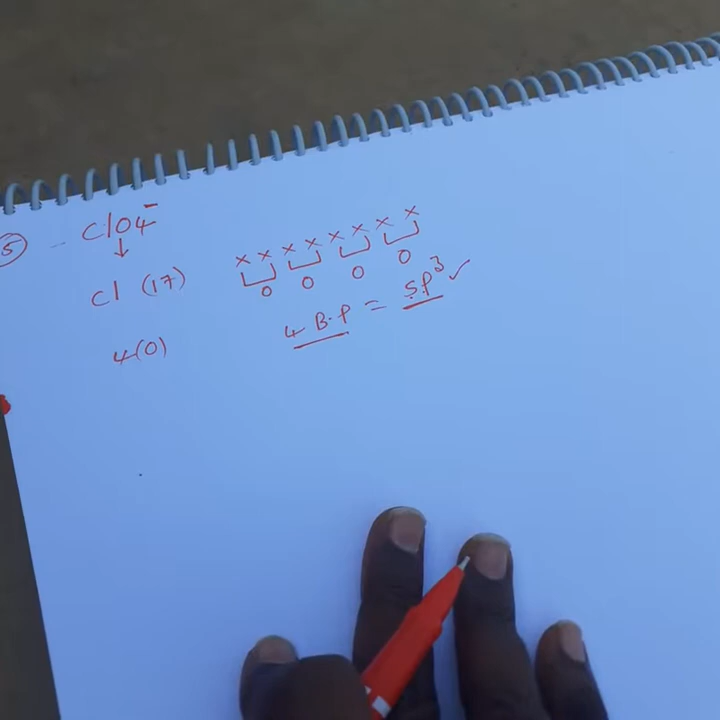 5 ClO4-
↓
Cl (17) × × × × × × × ×
O O O O
4(O) 4 B.P = SP3 ✓